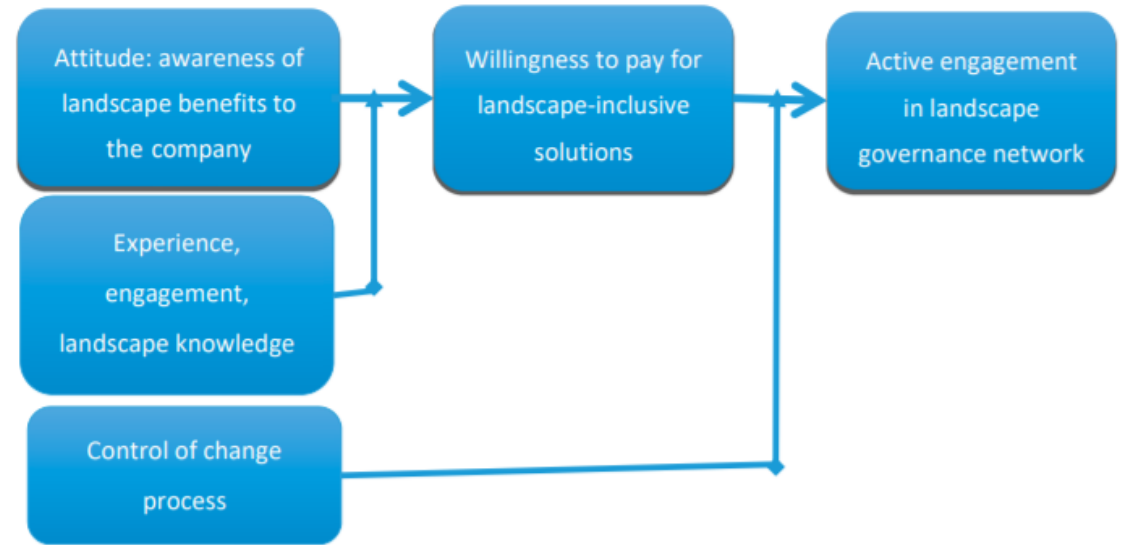 Attitude: awareness of
landscape benefits to
the company
Willingness to pay for
landscape-inclusive
solutions
Active engagement
in landscape
governance network
Experience,
engagement,
landscape knowledge
Control of change
process